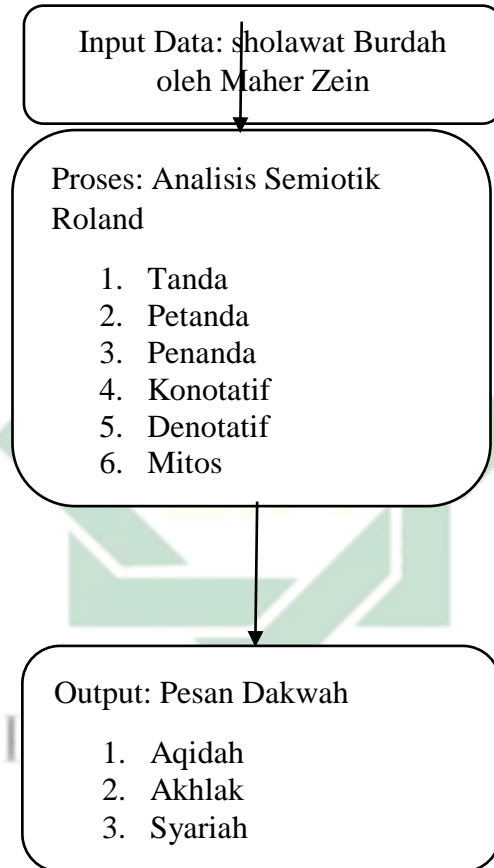 Input Data: sholawat Burdah
oleh Maher Zein
Proses: Analisis Semiotik
Roland
1. Tanda
2. Petanda
3. Penanda
4. Konotatif
5. Denotatif
6. Mitos
Output: Pesan Dakwah
1. Aqidah
2. Akhlak
3. Syariah